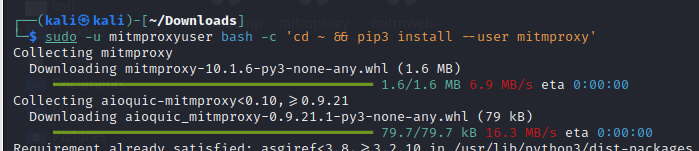 ┌──(kali㉿kali)-[~/Downloads]
└─$ sudo -u mitmproxyuser bash -c 'cd ~ && pip3 install --user mitmproxy'
Collecting mitmproxy
  Downloading mitmproxy-10.1.6-py3-none-any.whl (1.6 MB)
1.6/1.6 MB 6.9 MB/s eta 0:00:00
Collecting aioquic-mitmproxy<0.10,>=0.9.21
  Downloading aioquic_mitmproxy-0.9.21.1-py3-none-any.whl (79 kB)
79.7/79.7 kB 16.3 MB/s eta 0:00:00
Requirement already satisfied: asgiref<3.8,>=3.2.10 in /usr/lib/python3/dist-packages